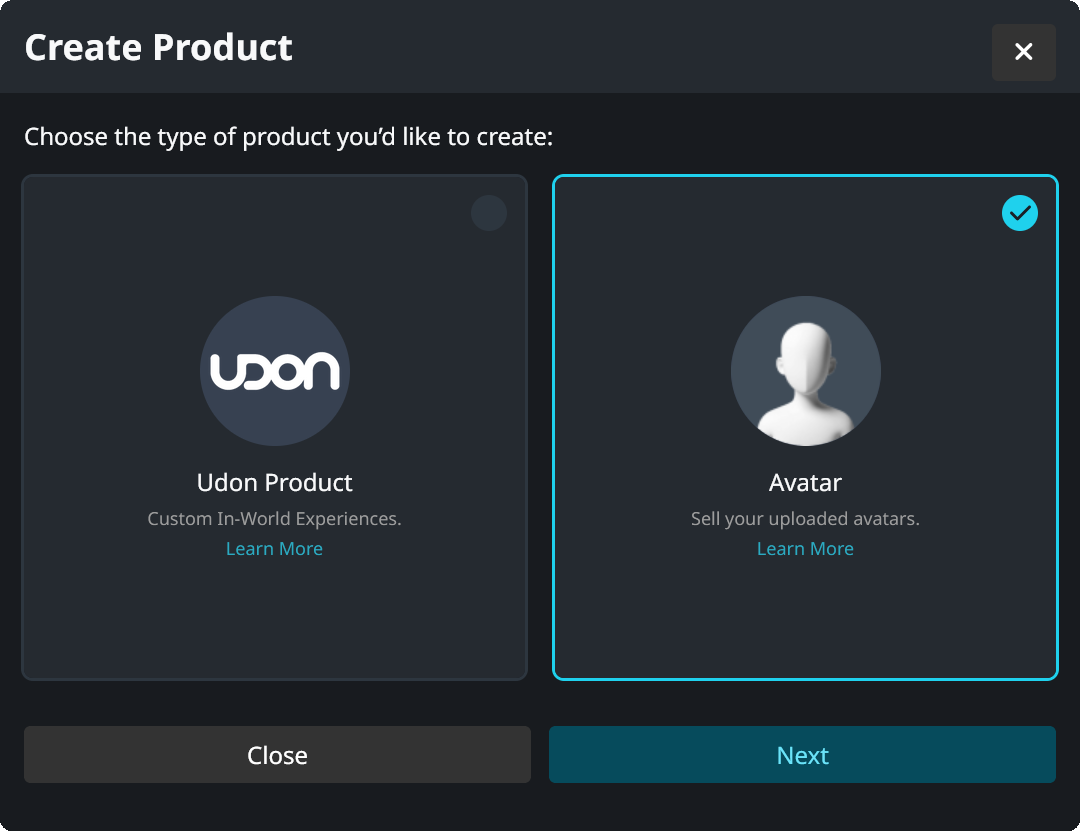 Create Product
Choose the type of product you’d like to create:
UDON
Udon Product
Custom In-World Experiences.
Learn More
Avatar
Sell your uploaded avatars.
Learn More
Close
Next